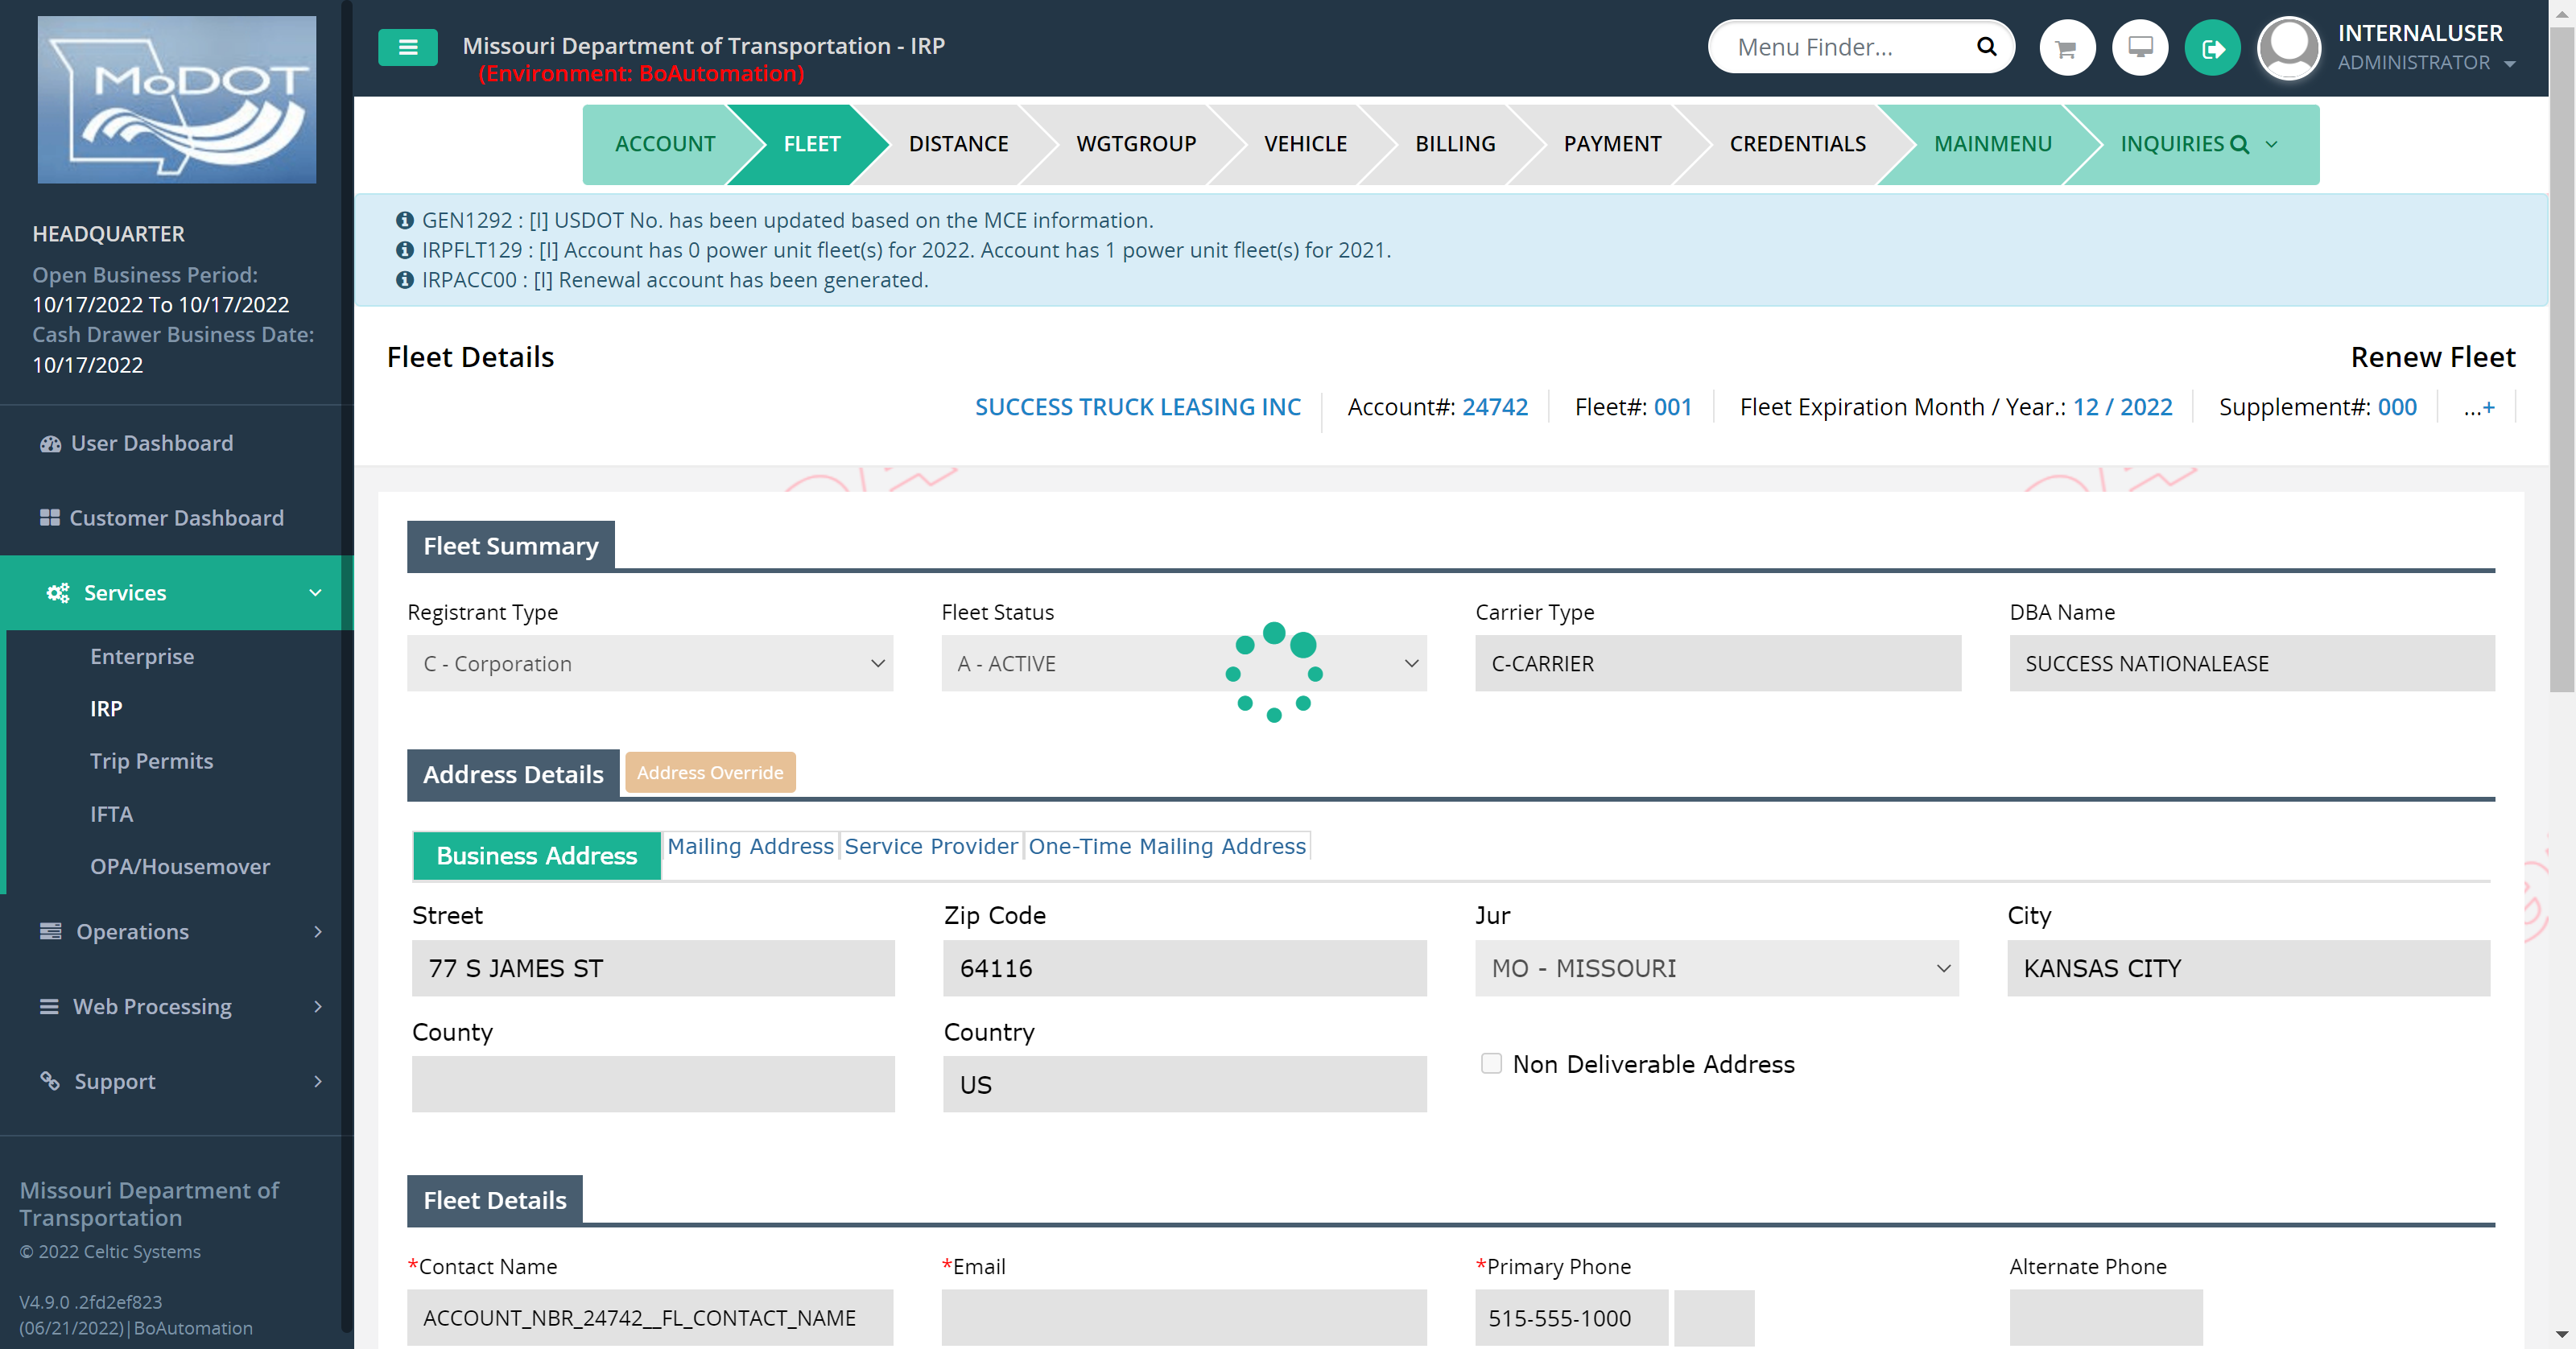 MoDOT
Missouri Department of Transportation - IRP
(Environment: BoAutomation)
Menu Finder...
INTERNALUSER
ADMINISTRATOR
HEADQUARTER
Open Business Period:
10/17/2022 To 10/17/2022
Cash Drawer Business Date:
10/17/2022
User Dashboard
Customer Dashboard
Services
Enterprise
IRP
Trip Permits
IFTA
OPA/Housemover
Operations
Web Processing
Support
Missouri Department of
Transportation
© 2022 Celtic Systems
V4.9.0 .2fd2ef823
(06/21/2022)|BoAutomation
ACCOUNT FLEET DISTANCE WGTGROUP VEHICLE BILLING PAYMENT CREDENTIALS MAINMENU INQUIRIES
GEN1292 : [I] USDOT No. has been updated based on the MCE information.
IRPFLT129 : [I] Account has 0 power unit fleet(s) for 2022. Account has 1 power unit fleet(s) for 2021.
IRPACC00 : [I] Renewal account has been generated.
Fleet Details Renew Fleet
SUCCESS TRUCK LEASING INC Account#: 24742 Fleet#: 001 Fleet Expiration Month / Year.: 12 / 2022 Supplement#: 000 ...+
Fleet Summary
Registrant Type Fleet Status Carrier Type DBA Name
C - Corporation A - ACTIVE C-CARRIER SUCCESS NATIONALEASE
Address Details Address Override
Business Address Mailing Address Service Provider One-Time Mailing Address
Street Zip Code Jur City
77 S JAMES ST 64116 MO - MISSOURI KANSAS CITY
County Country
US Non Deliverable Address
Fleet Details
*Contact Name *Email *Primary Phone Alternate Phone
ACCOUNT_NBR_24742__FL_CONTACT_NAME 515-555-1000